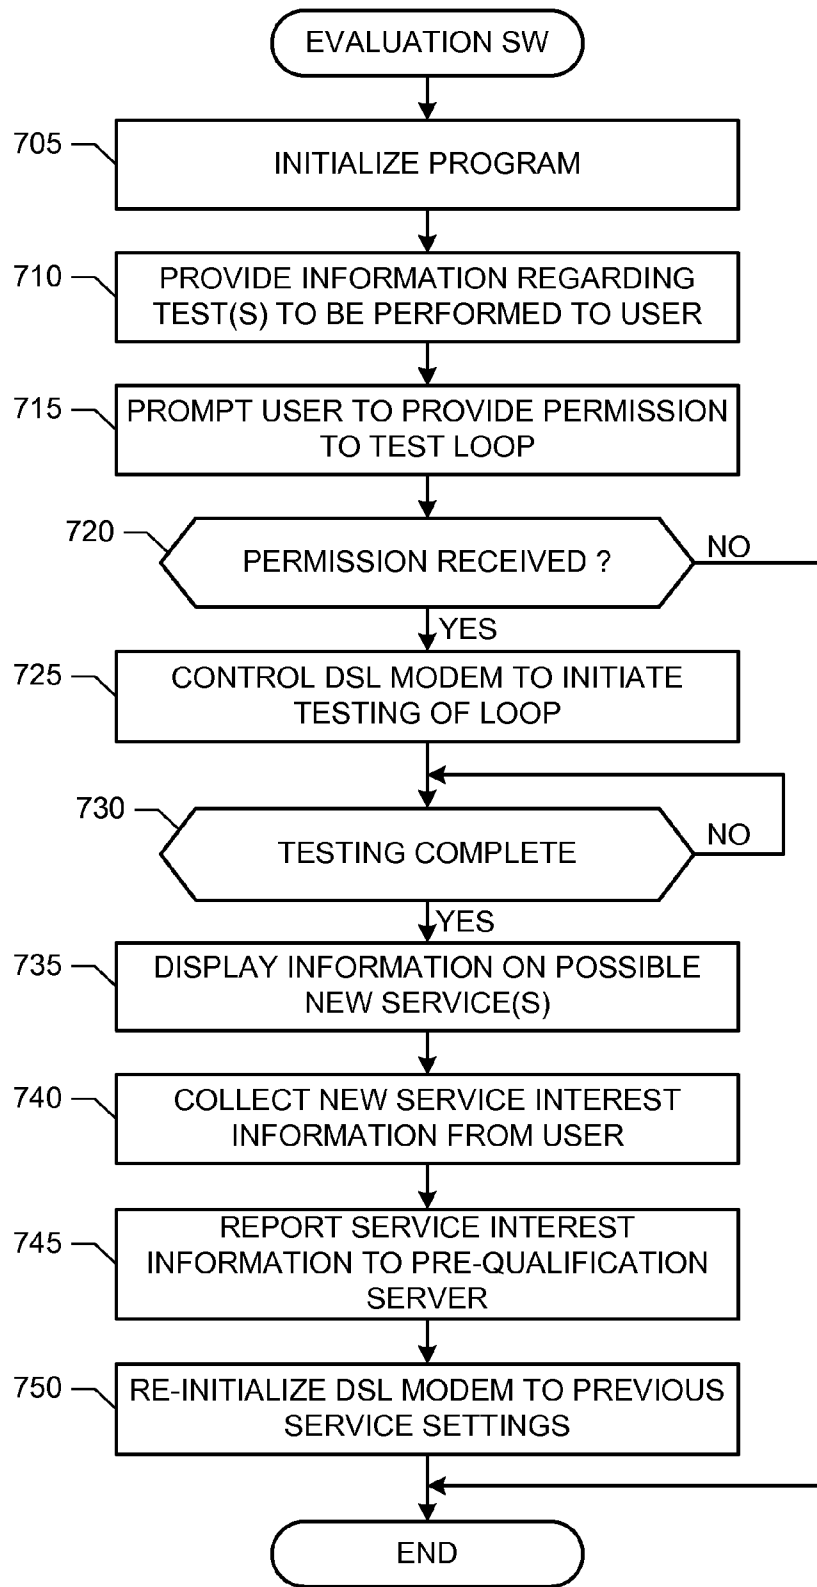 EVALUATION SW
705
INITIALIZE PROGRAM
710
PROVIDE INFORMATION REGARDING
TEST(S) TO BE PERFORMED TO USER
715
PROMPT USER TO PROVIDE PERMISSION
TO TEST LOOP
720
PERMISSION RECEIVED ?
NO
YES
725
CONTROL DSL MODEM TO INITIATE
TESTING OF LOOP
730
TESTING COMPLETE
NO
YES
735
DISPLAY INFORMATION ON POSSIBLE
NEW SERVICE(S)
740
COLLECT NEW SERVICE INTEREST
INFORMATION FROM USER
745
REPORT SERVICE INTEREST
INFORMATION TO PRE-QUALIFICATION
SERVER
750
RE-INITIALIZE DSL MODEM TO PREVIOUS
SERVICE SETTINGS
END